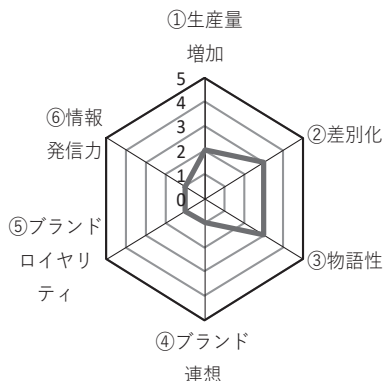 ①生産量
増加
5
4
3
2
1
0
②差別化
③物語性
④ブランド
連想
⑤ブランド
ロイヤリ
ティ
⑥情報
発信力